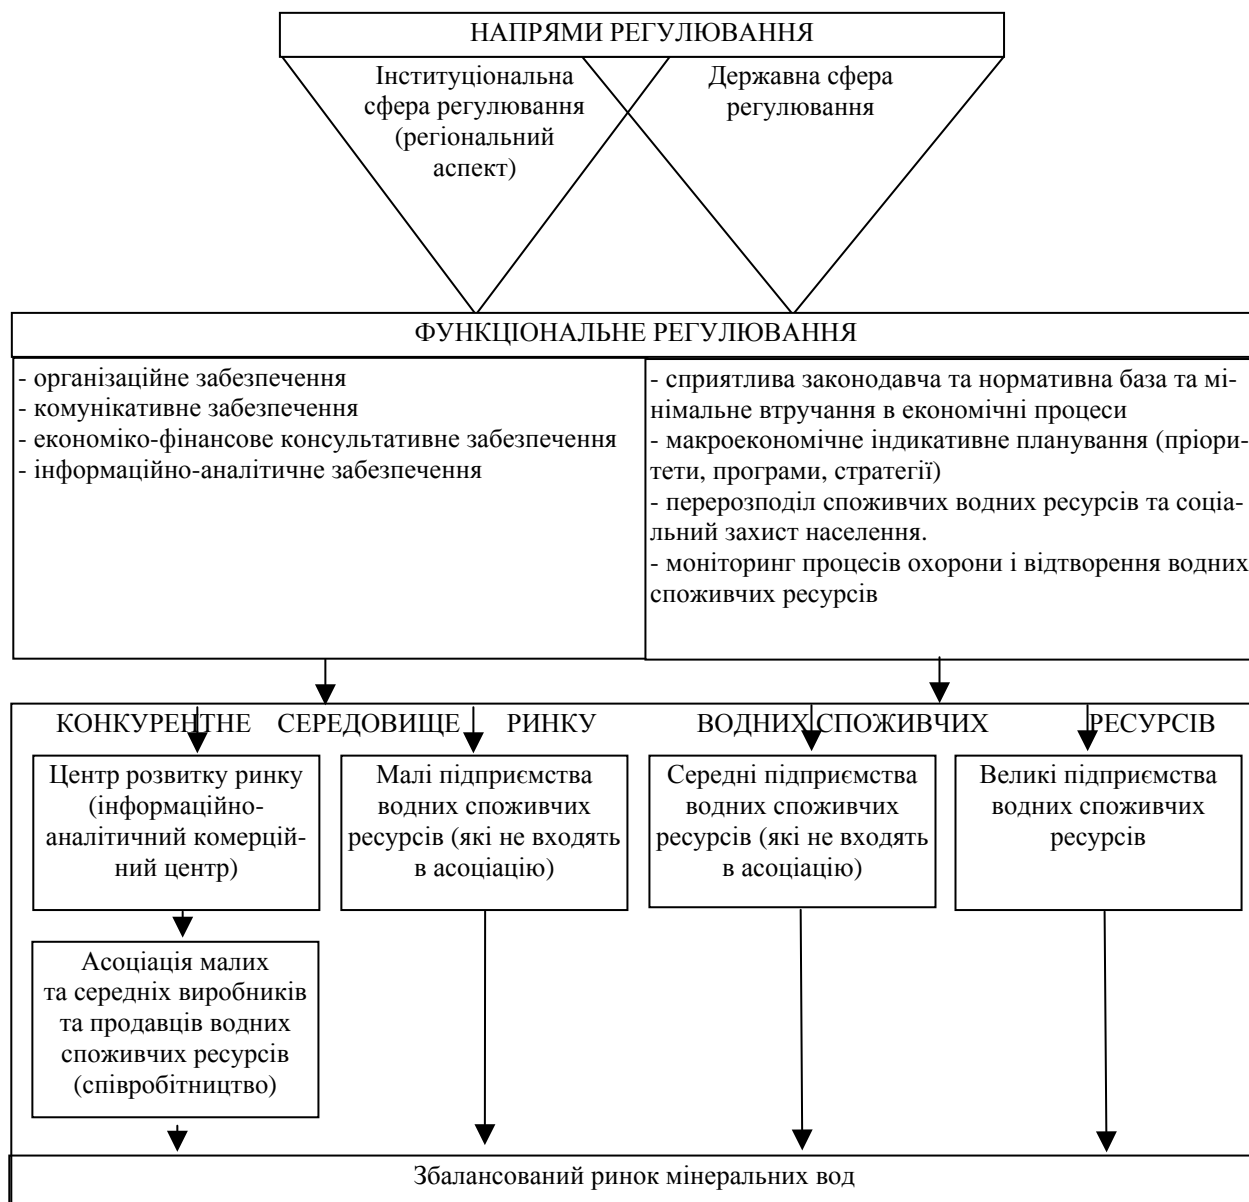 НАПРЯМИ РЕГУЛЮВАННЯ
Інституціональна
сфера регулювання
(регіональний
аспект)
Державна сфера
регулювання
ФУНКЦІОНАЛЬНЕ РЕГУЛЮВАННЯ
- організаційне забезпечення
- комунікативне забезпечення
- економіко-фінансове консультативне забезпечення
- інформаційно-аналітичне забезпечення
- сприятлива законодавча та нормативна база та мі-
німальне втручання в економічні процеси
- макроекономічне індикативне планування (пріори-
тети, програми, стратегії)
- перерозподіл споживчих водних ресурсів та соці-
альний захист населення.
- моніторинг процесів охорони і відтворення водних
споживчих ресурсів
КОНКУРЕНТНЕ СЕРЕДОВИЩЕ РИНКУ ВОДНИХ СПОЖИВЧИХ РЕСУРСІВ
Центр розвитку ринку
(інформаційно-
аналітичний комерцій-
ний центр)
Малі підприємства
водних споживчих
ресурсів (які не входять
в асоціацію)
Середні підприємства
водних споживчих
ресурсів (які не входять
в асоціацію)
Великі підприємства
водних споживчих
ресурсів
Асоціація малих
та середніх виробників
та продавців водних
споживчих ресурсів
(співробітництво)
Збалансований ринок мінеральних вод